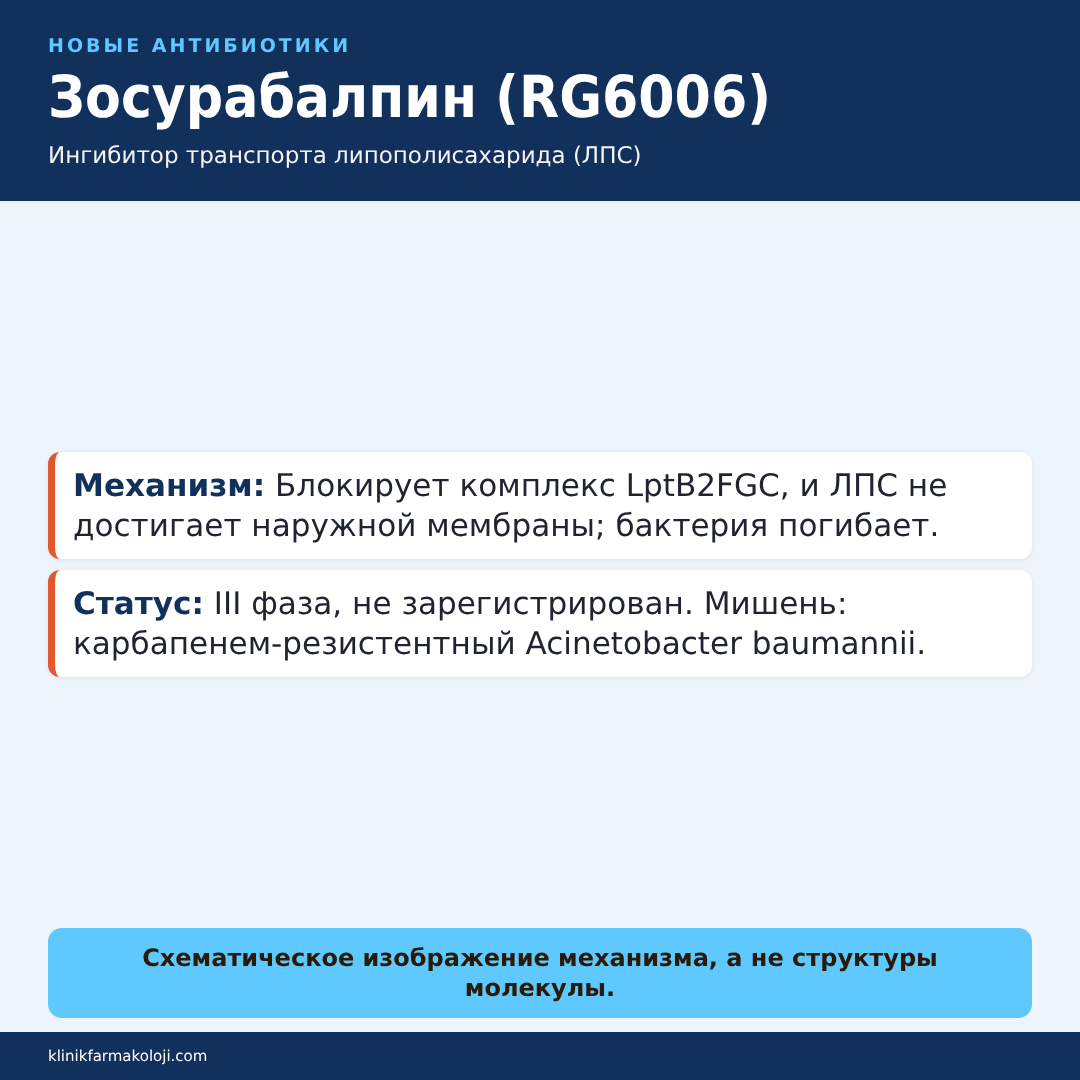 НОВЫЕ АНТИБИОТИКИ
Зосурабалпин (RG6006)
Ингибитор транспорта липополисахарида (ЛПС)
Механизм: Блокирует комплекс LptB2FGC, и ЛПС не
достигает наружной мембраны; бактерия погибает.
Статус: III фаза, не зарегистрирован. Мишень:
карбапенем-резистентный Acinetobacter baumannii.
Схематическое изображение механизма, а не структуры
молекулы.
klinikfarmakoloji.com